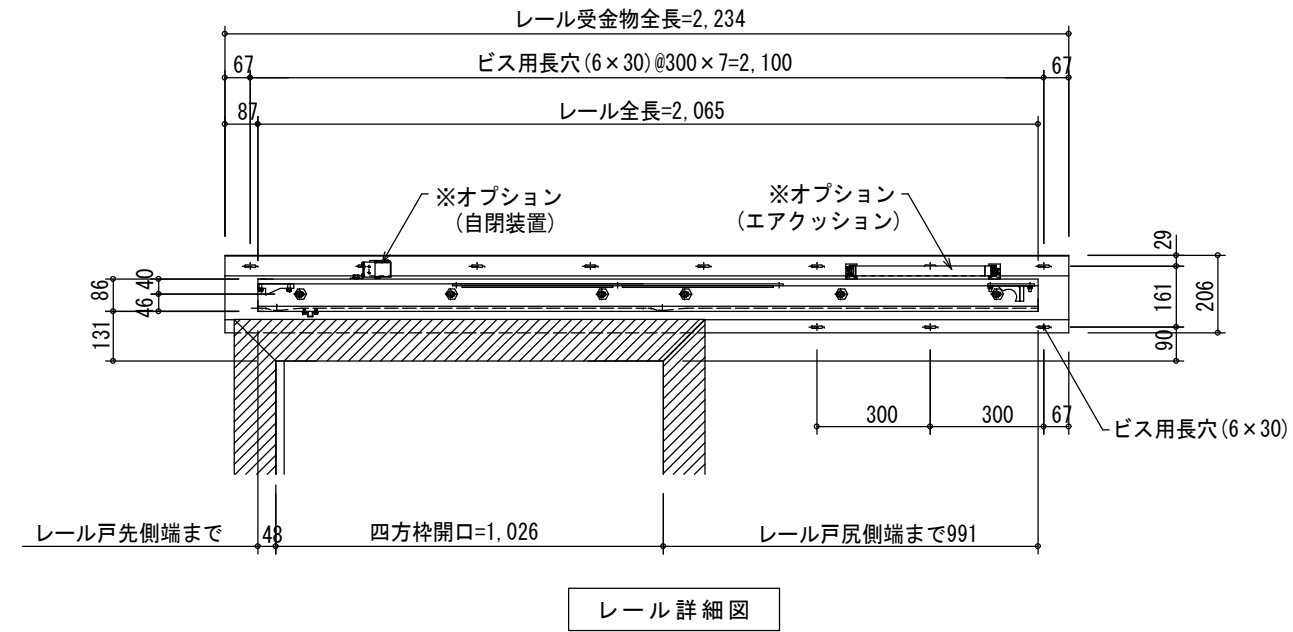 レール受金物全長=2,234
67
ビス用長穴(6×30)@300×7=2,100
67
87
レール全長=2,065
※オプション
(自閉装置)
※オプション
(エアクッション)
29
40
86
46
161
206
131
90
300
300
67
ビス用長穴(6×30)
レール戸先側端まで
48
四方枠開口=1,026
レール戸尻側端まで991
レール詳細図